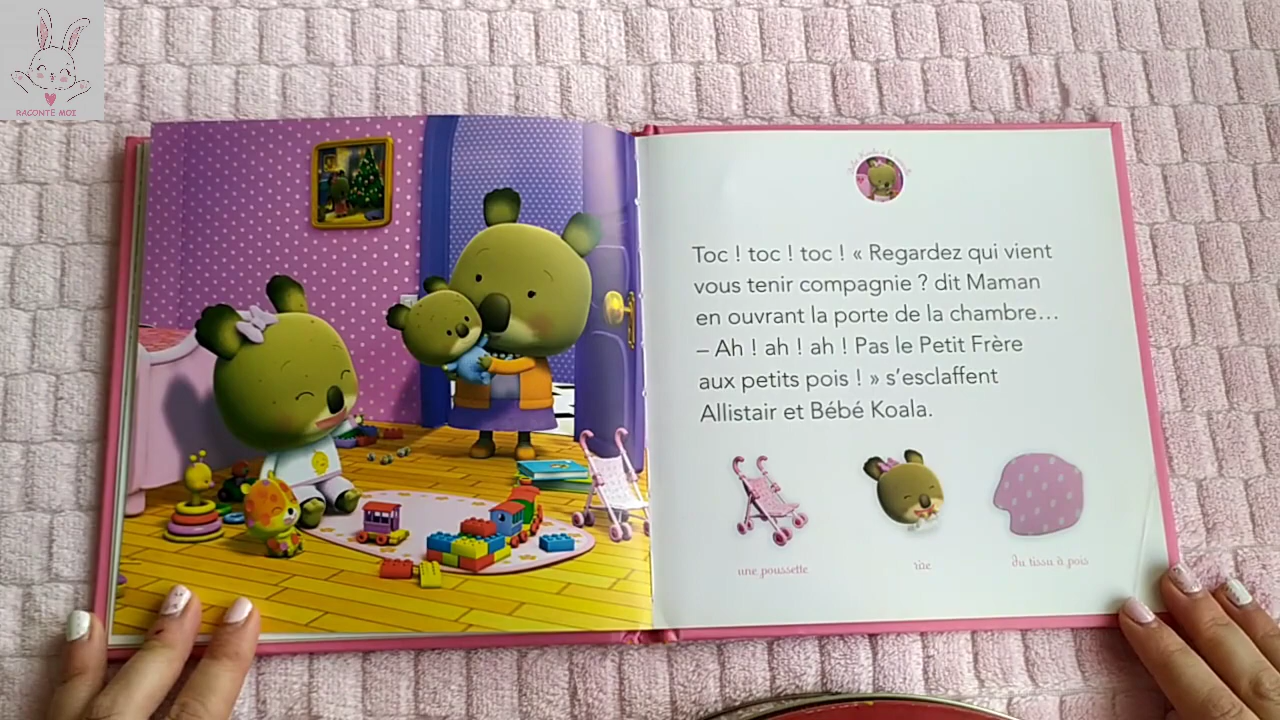 RACONTE MOI
Toc ! toc ! toc ! « Regardez qui vient
vous tenir compagnie ? dit Maman
en ouvrant la porte de la chambre…
– Ah ! ah ! ah ! Pas le Petit Frère
aux petits pois ! » s’esclaffent
Allistair et Bébé Koala.
une poussette
rire
du tissu à pois